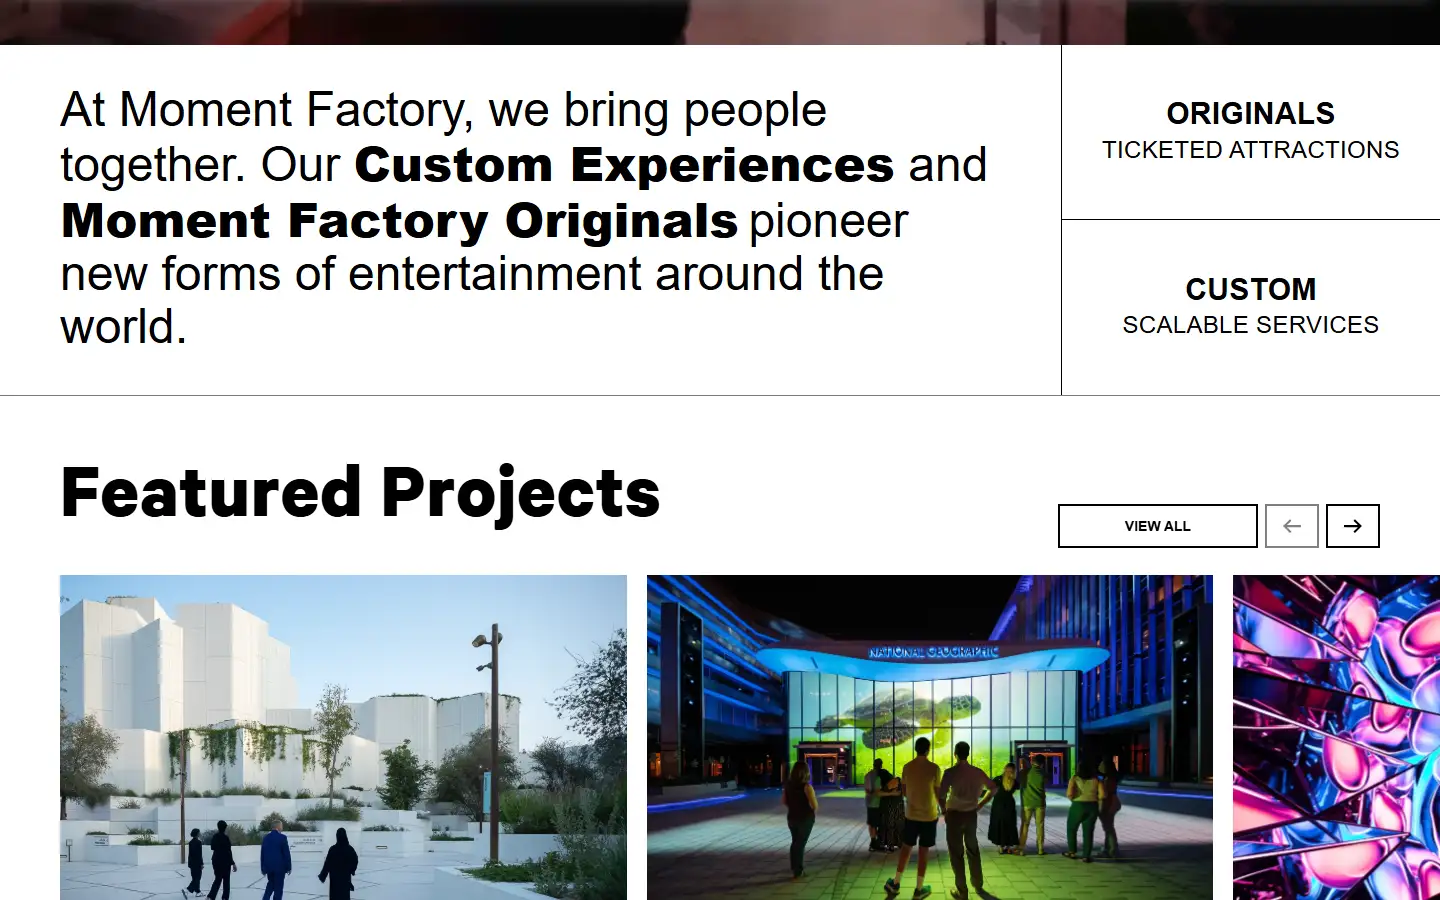 At Moment Factory, we bring people
together. Our Custom Experiences and
Moment Factory Originals pioneer
new forms of entertainment around the
world.
ORIGINALS
TICKETED ATTRACTIONS
CUSTOM
SCALABLE SERVICES
Featured Projects
VIEW ALL
NATIONAL GEOGRAPHIC